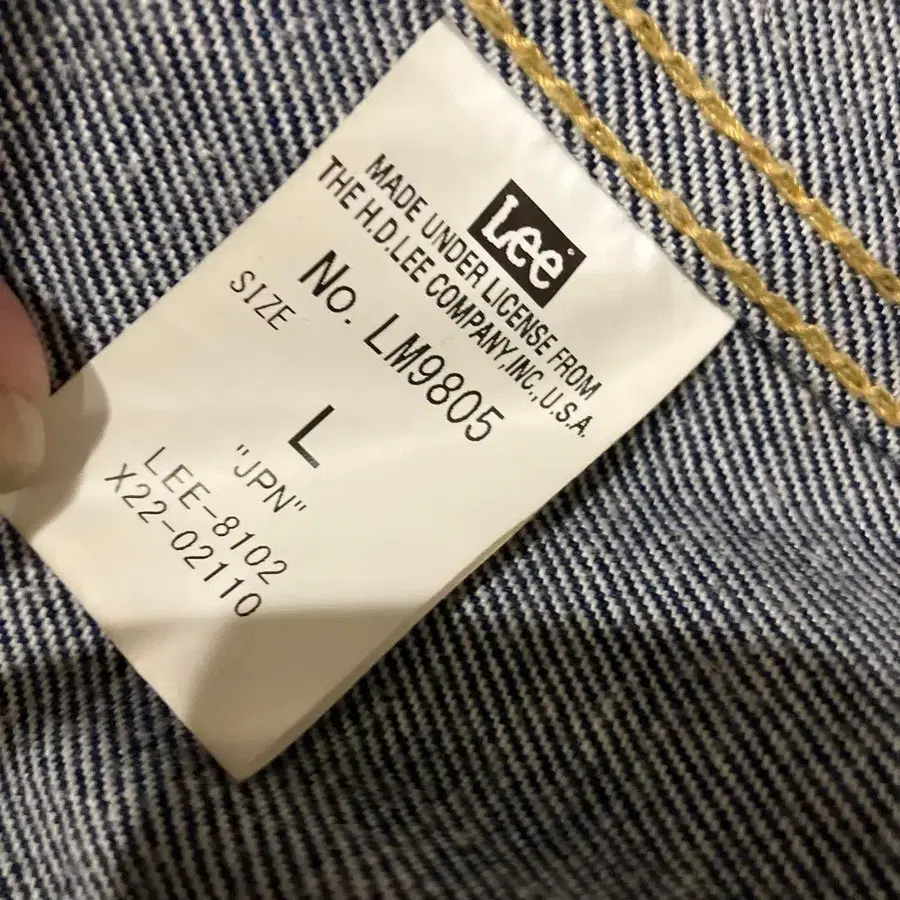 Lee
MADE UNDER LICENSE FROM
THE H.D.LEE COMPANY,INC.,U.S.A.
No. LM9805
SIZE
L
"JPN"
LEE-8102
X22-02110